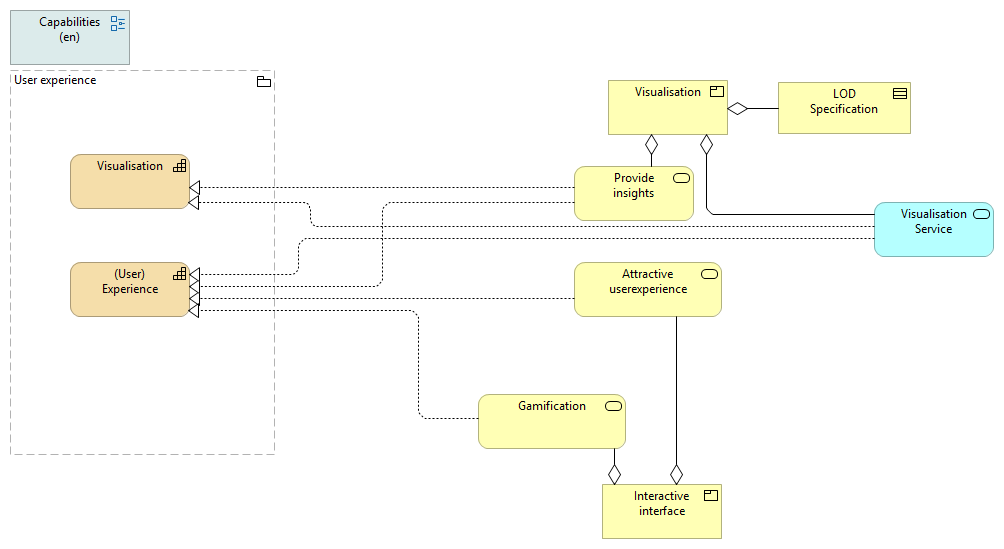 Capabilities
(en)
User experience
Visualisation
LOD
Specification
Visualisation
Provide
insights
Visualisation
Service
(User)
Experience
Attractive
userexperience
Gamification
Interactive
interface